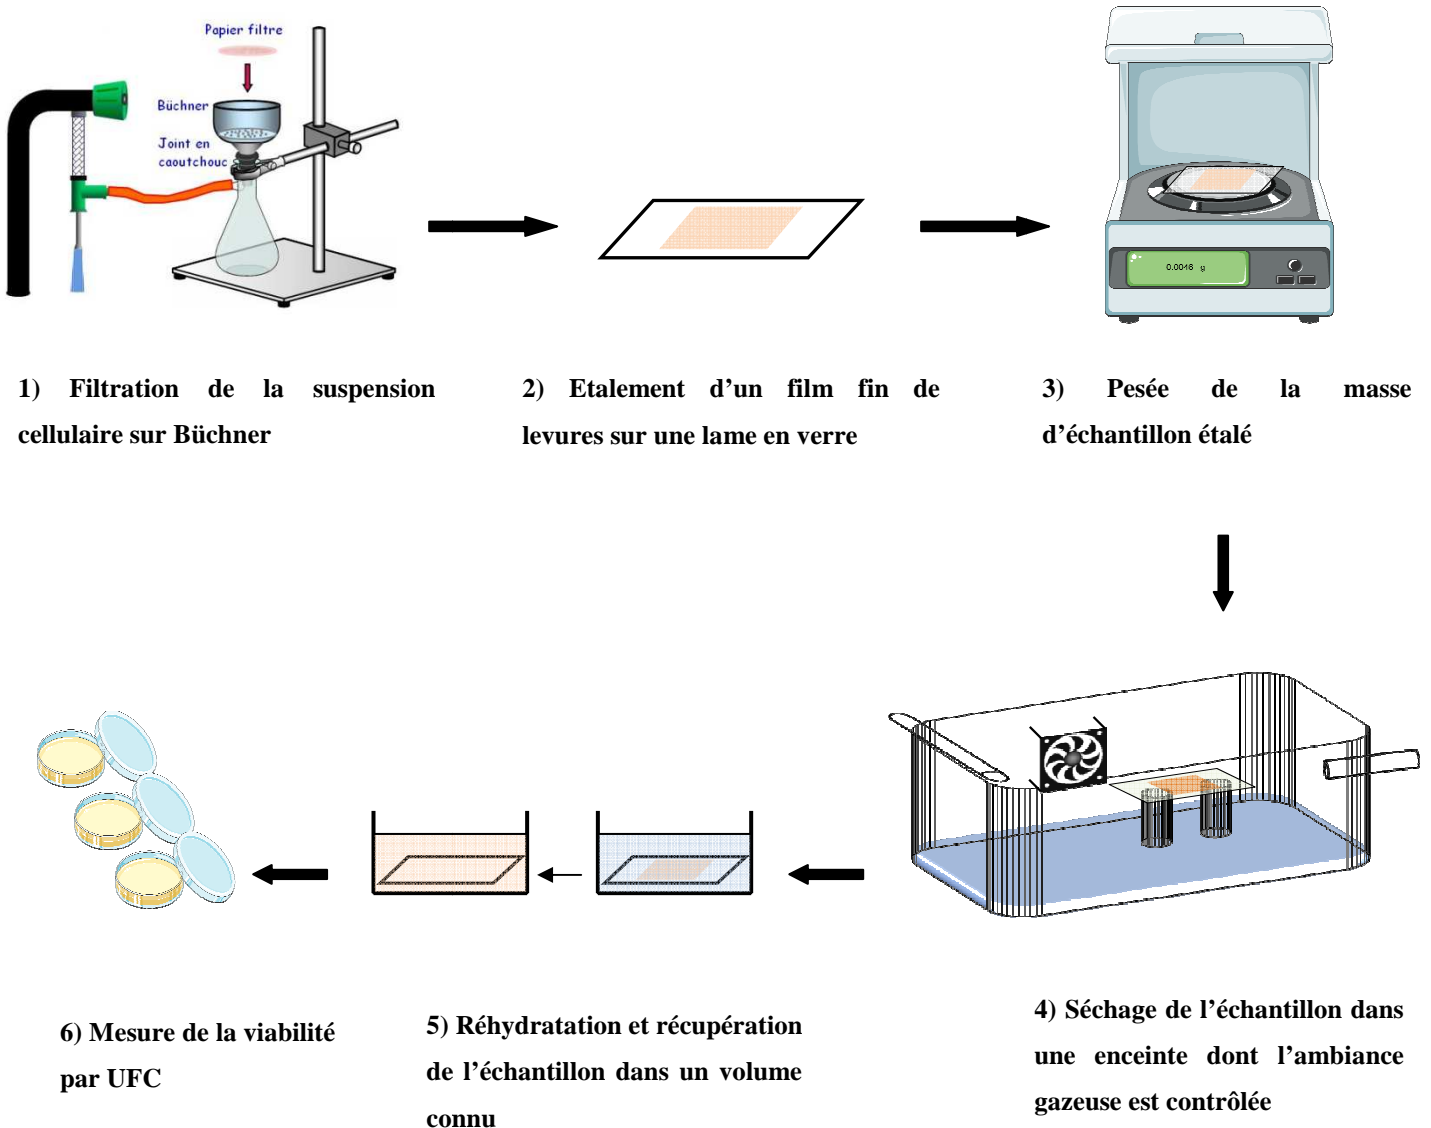 Papier filtre
Büchner
Joint en
caoutchouc
0.0046 g
1) Filtration de la suspension
cellulaire sur Büchner
2) Etalement d'un film fin de
levures sur une lame en verre
3) Pesée de la masse
d'échantillon étalé
4) Séchage de l'échantillon dans
une enceinte dont l'ambiance
gazeuse est contrôlée
5) Réhydratation et récupération
de l'échantillon dans un volume
connu
6) Mesure de la viabilité
par UFC